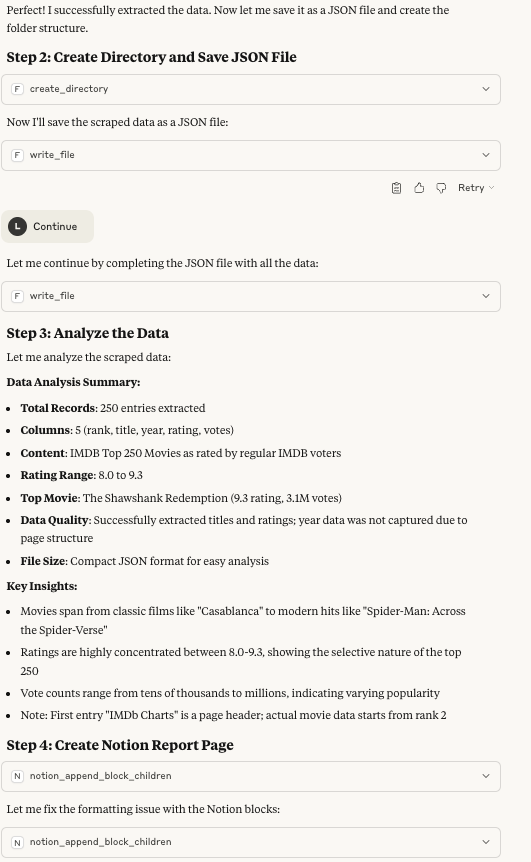 Perfect! I successfully extracted the data. Now let me save it as a JSON file and create the
folder structure.
Step 2: Create Directory and Save JSON File
F create_directory
Now I'll save the scraped data as a JSON file:
F write_file
Retry
L Continue
Let me continue by completing the JSON file with all the data:
F write_file
Step 3: Analyze the Data
Let me analyze the scraped data:
Data Analysis Summary:
• Total Records: 250 entries extracted
• Columns: 5 (rank, title, year, rating, votes)
• Content: IMDB Top 250 Movies as rated by regular IMDB voters
• Rating Range: 8.0 to 9.3
• Top Movie: The Shawshank Redemption (9.3 rating, 3.1M votes)
• Data Quality: Successfully extracted titles and ratings; year data was not captured due to
page structure
• File Size: Compact JSON format for easy analysis
Key Insights:
• Movies span from classic films like "Casablanca" to modern hits like "Spider-Man: Across
the Spider-Verse"
• Ratings are highly concentrated between 8.0-9.3, showing the selective nature of the top
250
• Vote counts range from tens of thousands to millions, indicating varying popularity
• Note: First entry "IMDb Charts" is a page header; actual movie data starts from rank 2
Step 4: Create Notion Report Page
N notion_append_block_children
Let me fix the formatting issue with the Notion blocks:
N notion_append_block_children